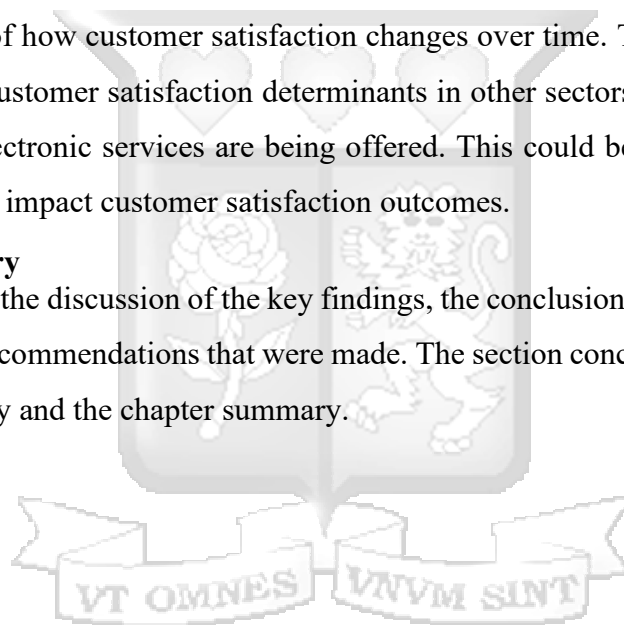 of how customer satisfaction changes over time.
ustomer satisfaction determinants in other sectors
ectronic services are being offered. This could be
impact customer satisfaction outcomes.
ry
the discussion of the key findings, the conclusion
commendations that were made. The section conc
y and the chapter summary.
VT OMNES VNVM SINT